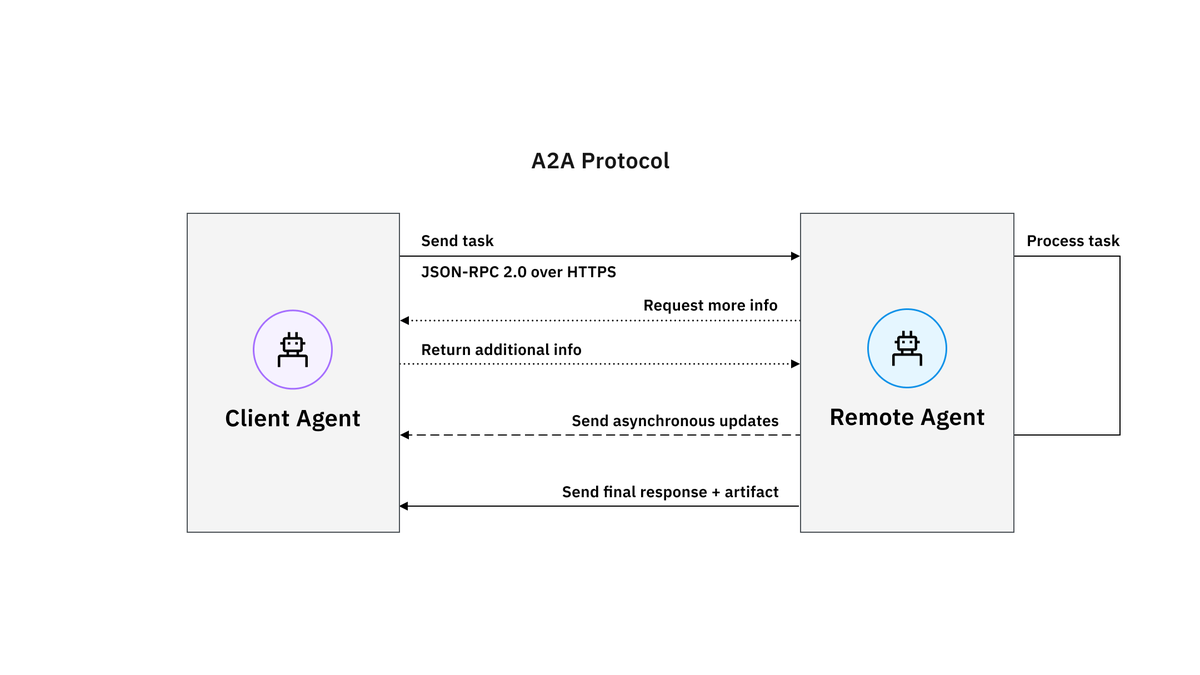 A2A Protocol
Send task
Process task
JSON-RPC 2.0 over HTTPS
Request more info
Return additional info
Client Agent
Remote Agent
Send asynchronous updates
Send final response + artifact